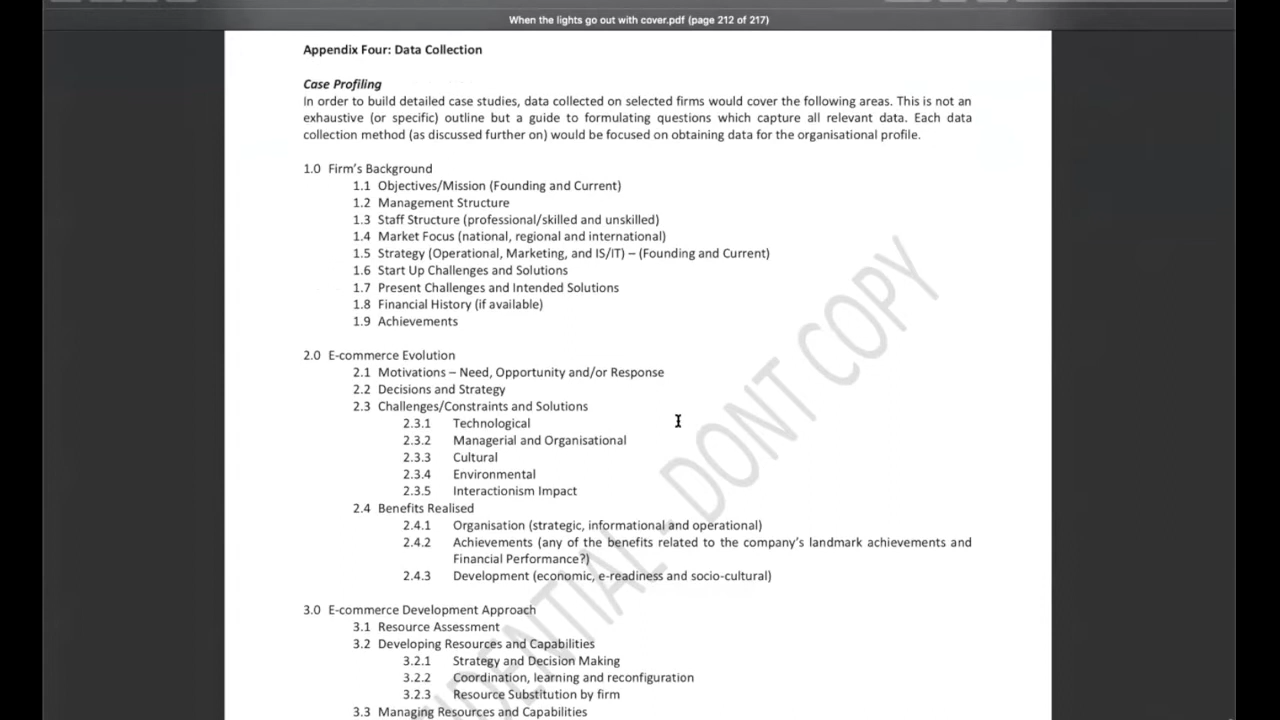 When the lights go out with cover.pdf (page 212 of 217)
Appendix Four: Data Collection
Case Profiling
In order to build detailed case studies, data collected on selected firms would cover the following areas. This is not an
exhaustive (or specific) outline but a guide to formulating questions which capture all relevant data. Each data
collection method (as discussed further on) would be focused on obtaining data for the organisational profile.
1.0 Firm's Background
1.1 Objectives/Mission (Founding and Current)
1.2 Management Structure
1.3 Staff Structure (professional/skilled and unskilled)
1.4 Market Focus (national, regional and international)
1.5 Strategy (Operational, Marketing, and IS/IT) – (Founding and Current)
1.6 Start Up Challenges and Solutions
1.7 Present Challenges and Intended Solutions
1.8 Financial History (if available)
1.9 Achievements
2.0 E-commerce Evolution
2.1 Motivations – Need, Opportunity and/or Response
2.2 Decisions and Strategy
2.3 Challenges/Constraints and Solutions
2.3.1 Technological
2.3.2 Managerial and Organisational
2.3.3 Cultural
2.3.4 Environmental
2.3.5 Interactionism Impact
2.4 Benefits Realised
2.4.1 Organisation (strategic, informational and operational)
2.4.2 Achievements (any of the benefits related to the company's landmark achievements and
Financial Performance?)
2.4.3 Development (economic, e-readiness and socio-cultural)
3.0 E-commerce Development Approach
3.1 Resource Assessment
3.2 Developing Resources and Capabilities
3.2.1 Strategy and Decision Making
3.2.2 Coordination, learning and reconfiguration
3.2.3 Resource Substitution by firm
3.3 Managing Resources and Capabilities
IDENTIAL - DONT COPY